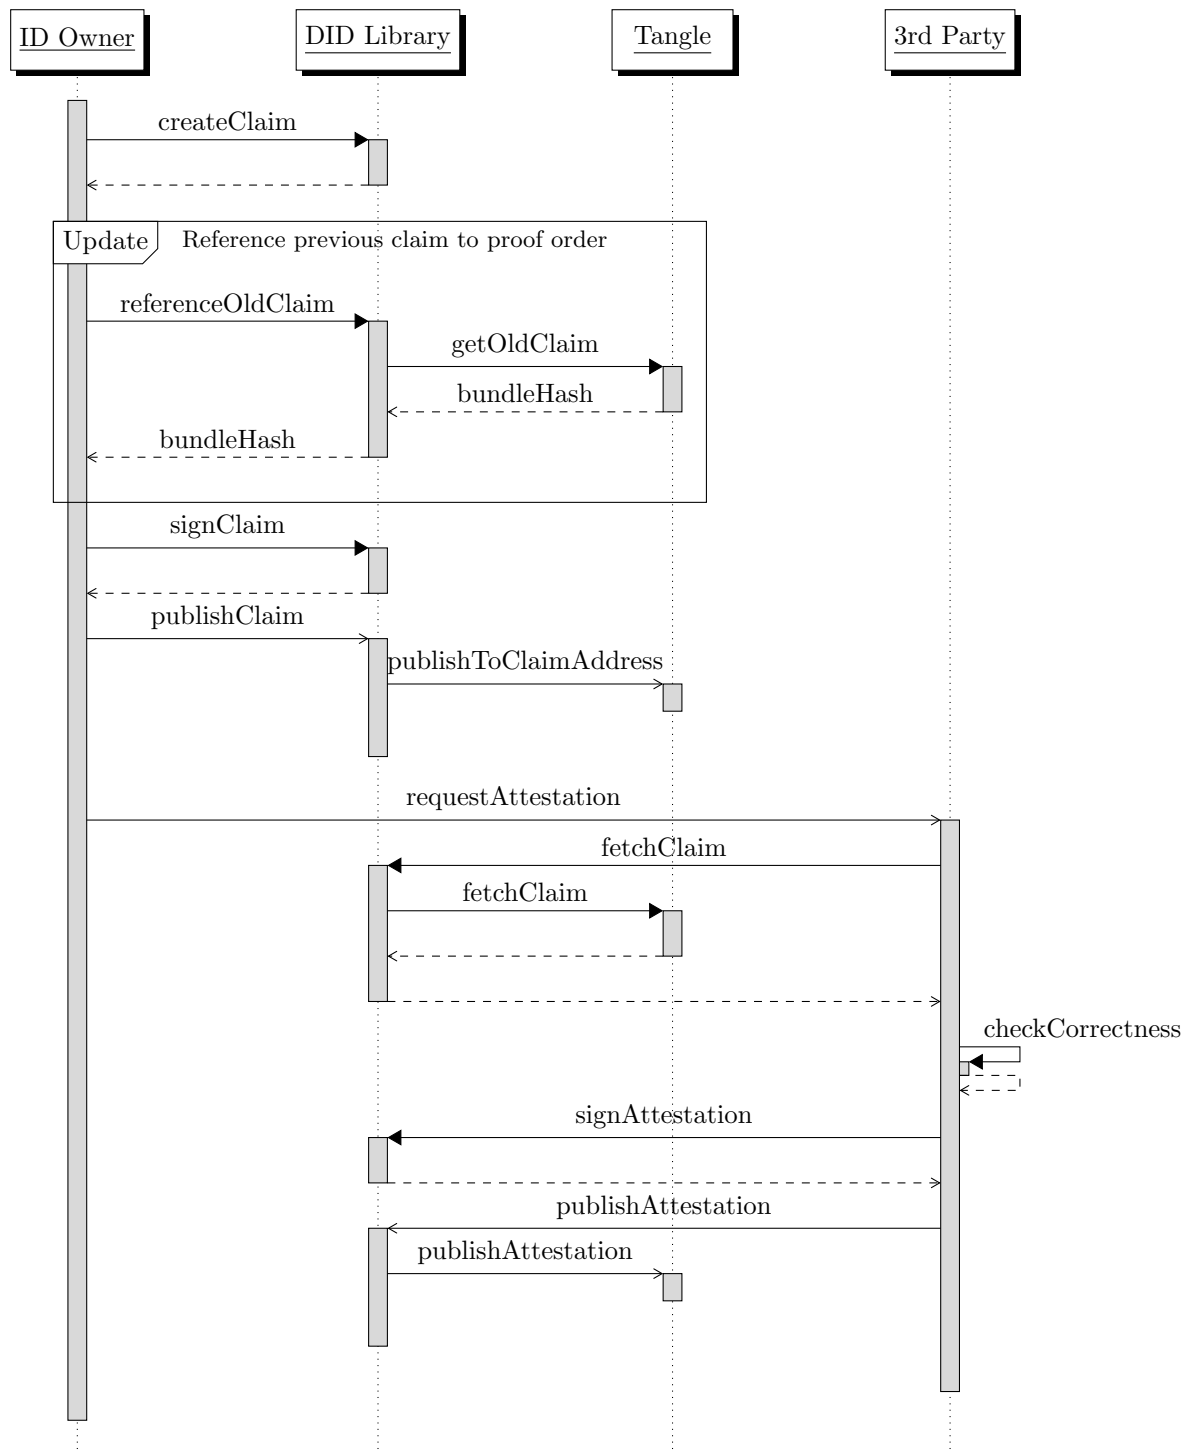 ID Owner
DID Library
Tangle
3rd Party
createClaim
Update
Reference previous claim to proof order
referenceOldClaim
getOldClaim
bundleHash
bundleHash
signClaim
publishClaim
publishToClaimAddress
requestAttestation
fetchClaim
fetchClaim
checkCorrectness
signAttestation
publishAttestation
publishAttestation